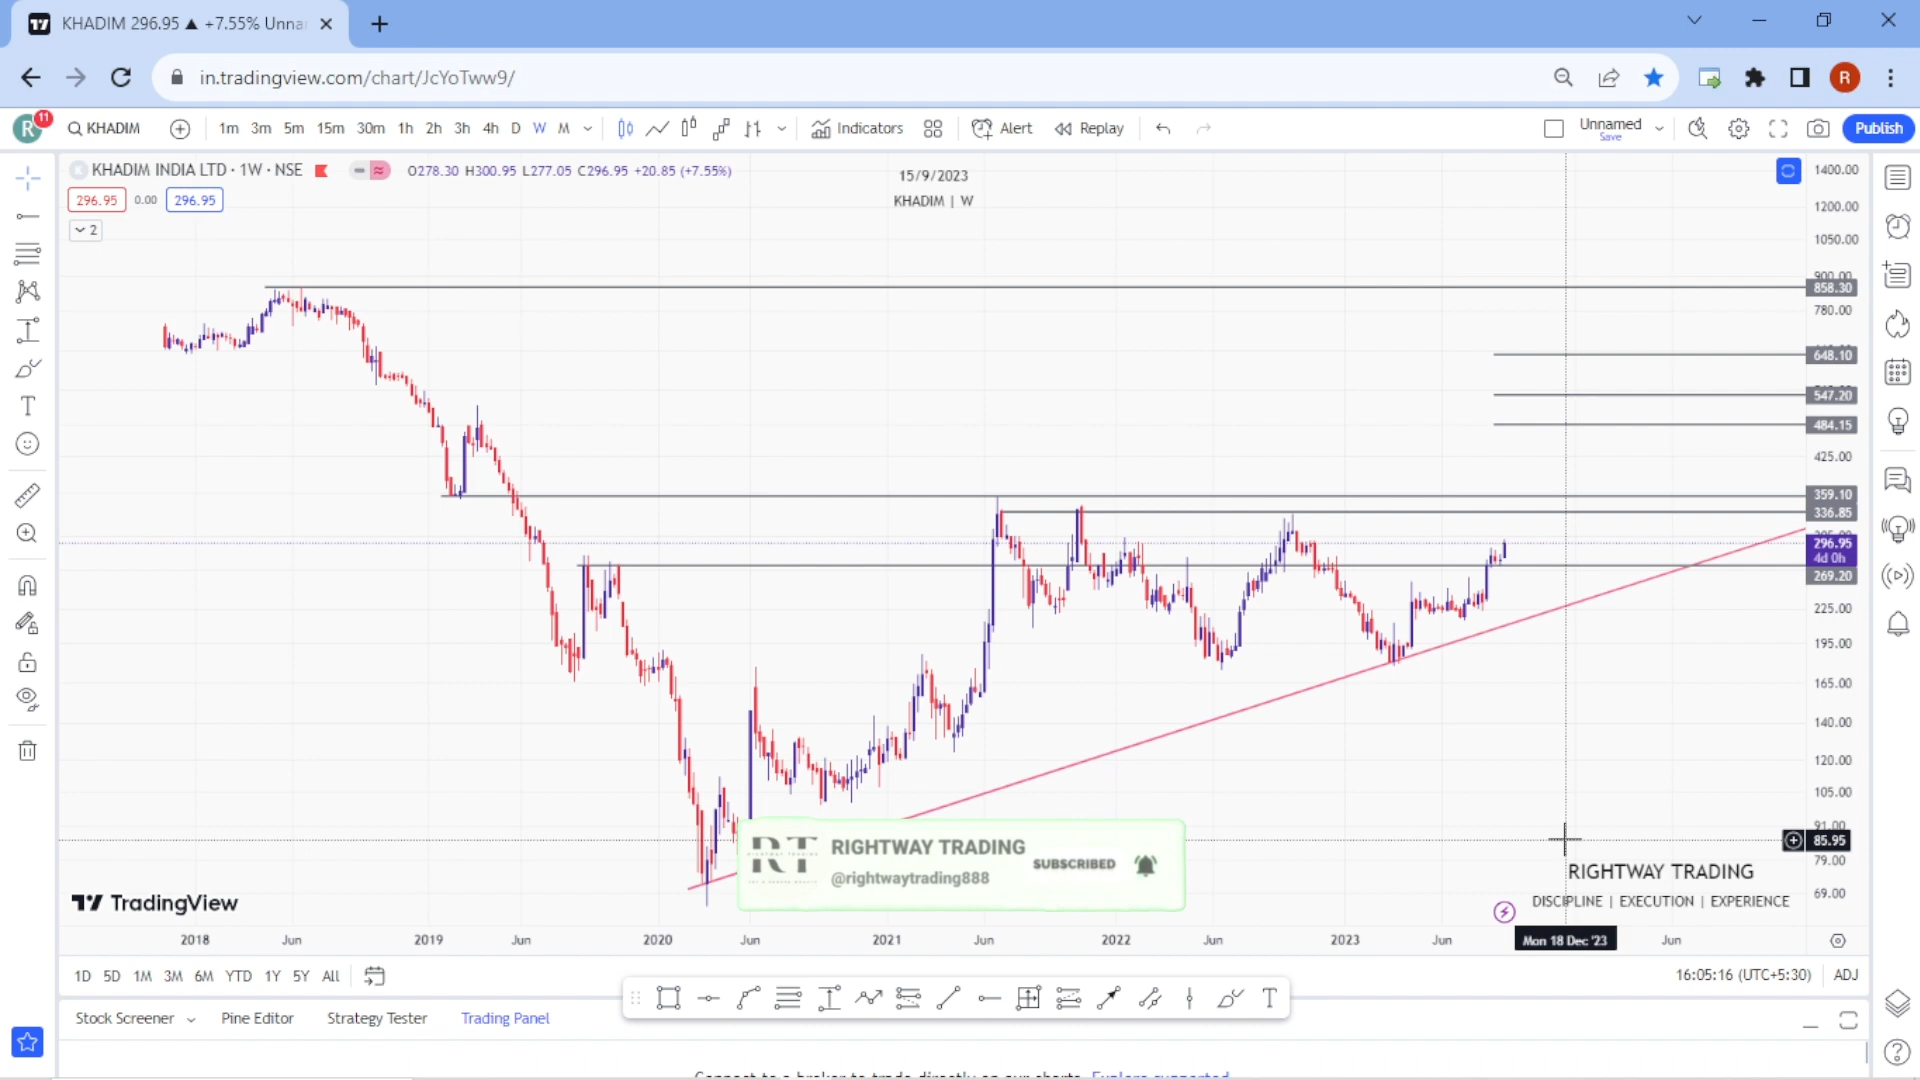 KHADIM 296.95 ▲ +7.55% Unna
in.tradingview.com/chart/JcYoTww9/
R
R 11 KHADIM 1m 3m 5m 15m 30m 1h 2h 3h 4h D W M Indicators Alert Replay Unnamed Save Publish
KHADIM INDIA LTD · 1W · NSE O278.30 H300.95 L277.05 C296.95 +20.85 (+7.55%)
296.95 0.00 296.95
2
15/9/2023
KHADIM | W
1400.00
1200.00
1050.00
900.00
858.30
780.00
648.10
547.20
484.15
425.00
359.10
336.85
296.95
4d 0h
269.20
225.00
195.00
165.00
140.00
120.00
105.00
91.00
85.95
79.00
69.00
RT RIGHTWAY TRADING
@rightwaytrading888
SUBSCRIBED
RIGHTWAY TRADING
DISCIPLINE | EXECUTION | EXPERIENCE
TradingView
2018 Jun 2019 Jun 2020 Jun 2021 Jun 2022 Jun 2023 Jun Mon 18 Dec '23 Jun
1D 5D 1M 3M 6M YTD 1Y 5Y All 16:05:16 (UTC+5:30) ADJ
Stock Screener Pine Editor Strategy Tester Trading Panel